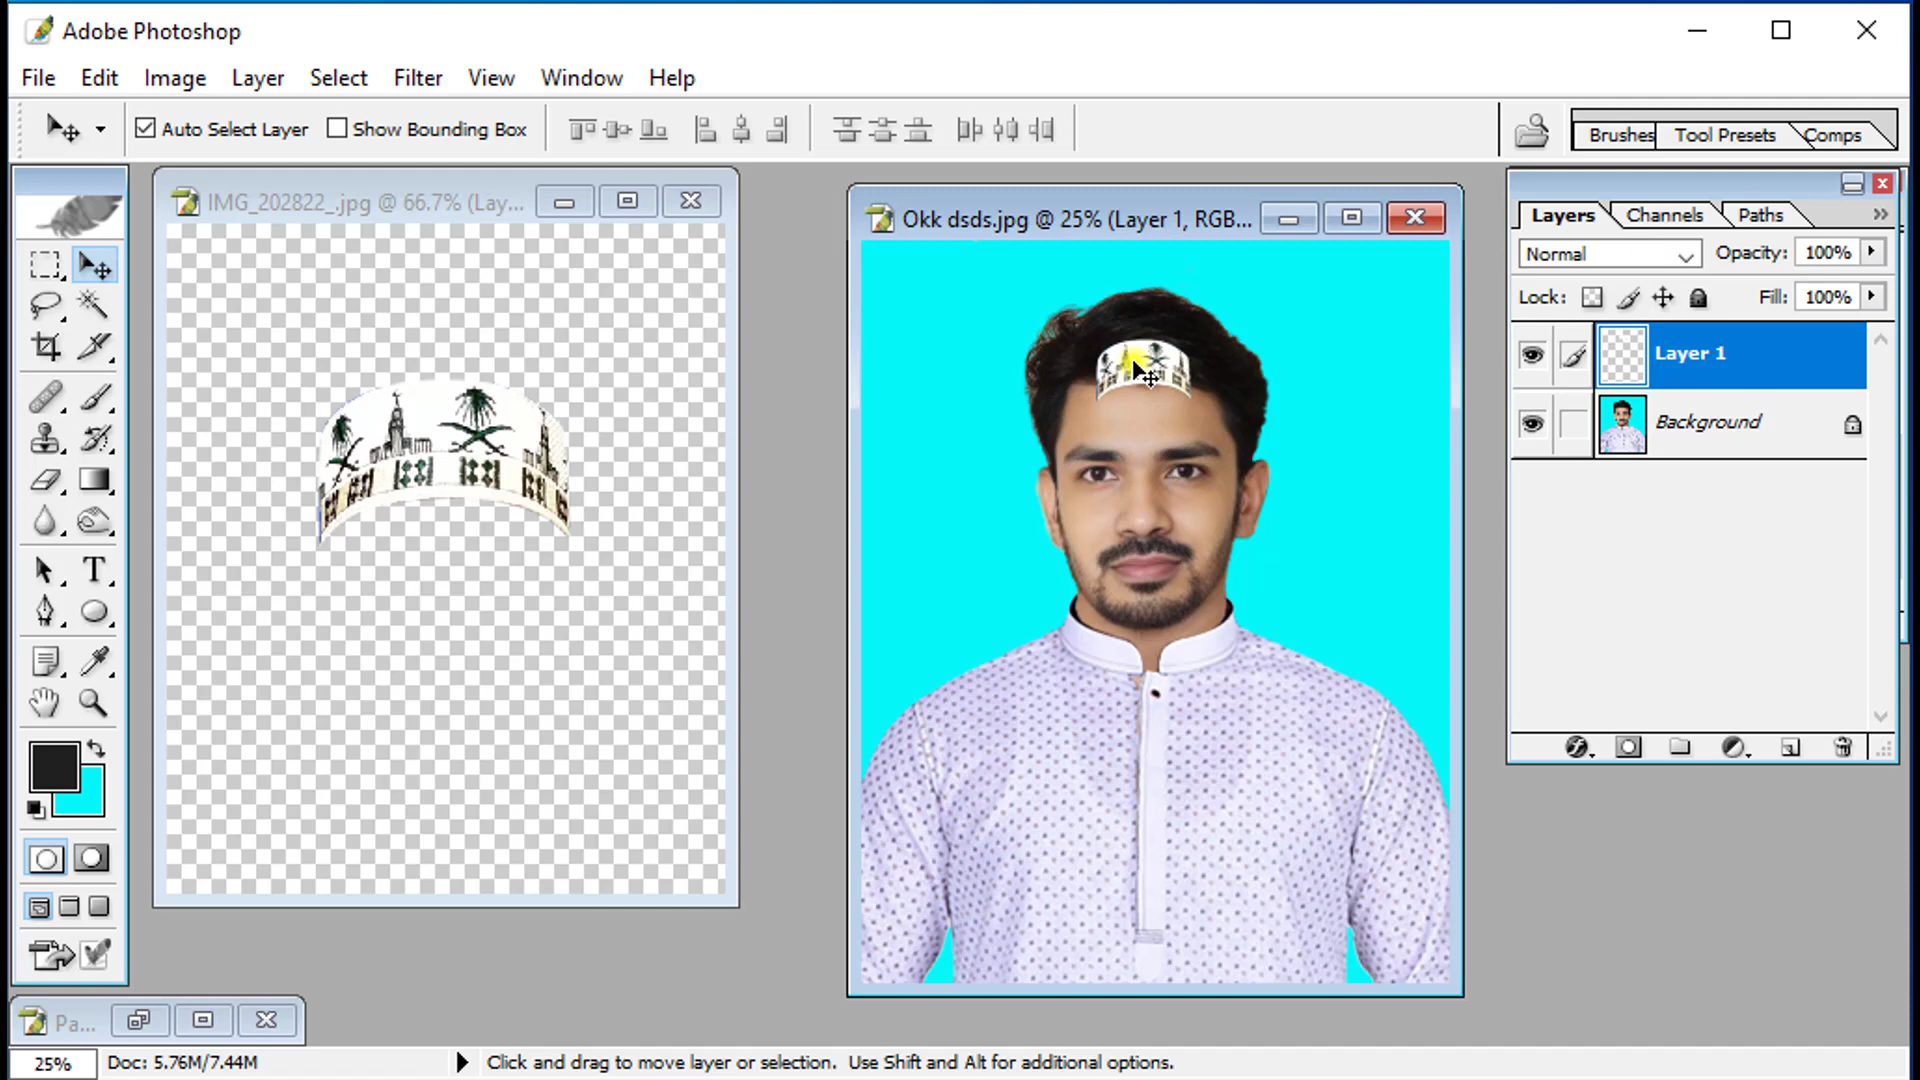 Adobe Photoshop
File Edit Image Layer Select Filter View Window Help
Auto Select Layer Show Bounding Box
Brushes Tool Presets Comps
IMG_202822_.jpg @ 66.7% (Lay...
Okk dsds.jpg @ 25% (Layer 1, RGB...
Layers Channels Paths
Normal Opacity: 100%
Lock: Fill: 100%
Layer 1
Background
T
Pa...
25% Doc: 5.76M/7.44M Click and drag to move layer or selection. Use Shift and Alt for additional options.